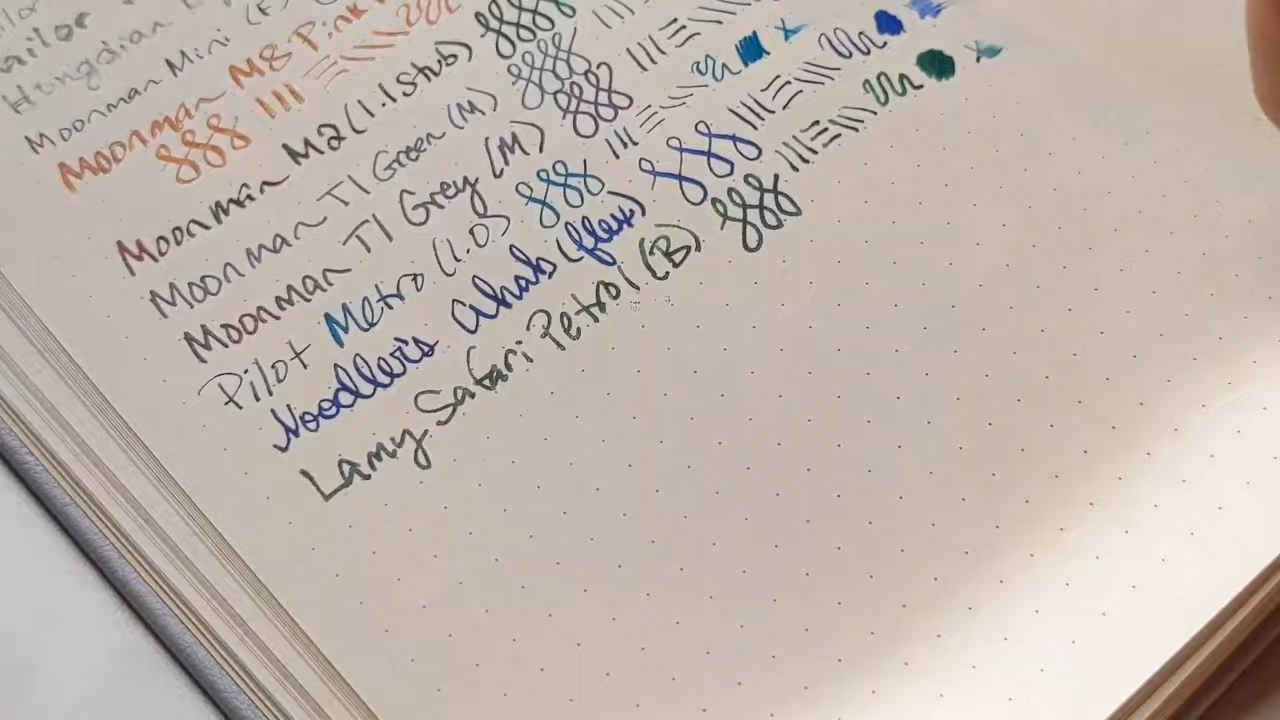 Moonman Mini (F)
Moonman M8 Pink
Moonman M2 (1.1 Stub)
Moonman T1 Green (M)
Moonman T1 Grey (M)
Pilot Metro (1.0)
Noodler's Ahab (flex)
Lamy Safari Petrol (B)